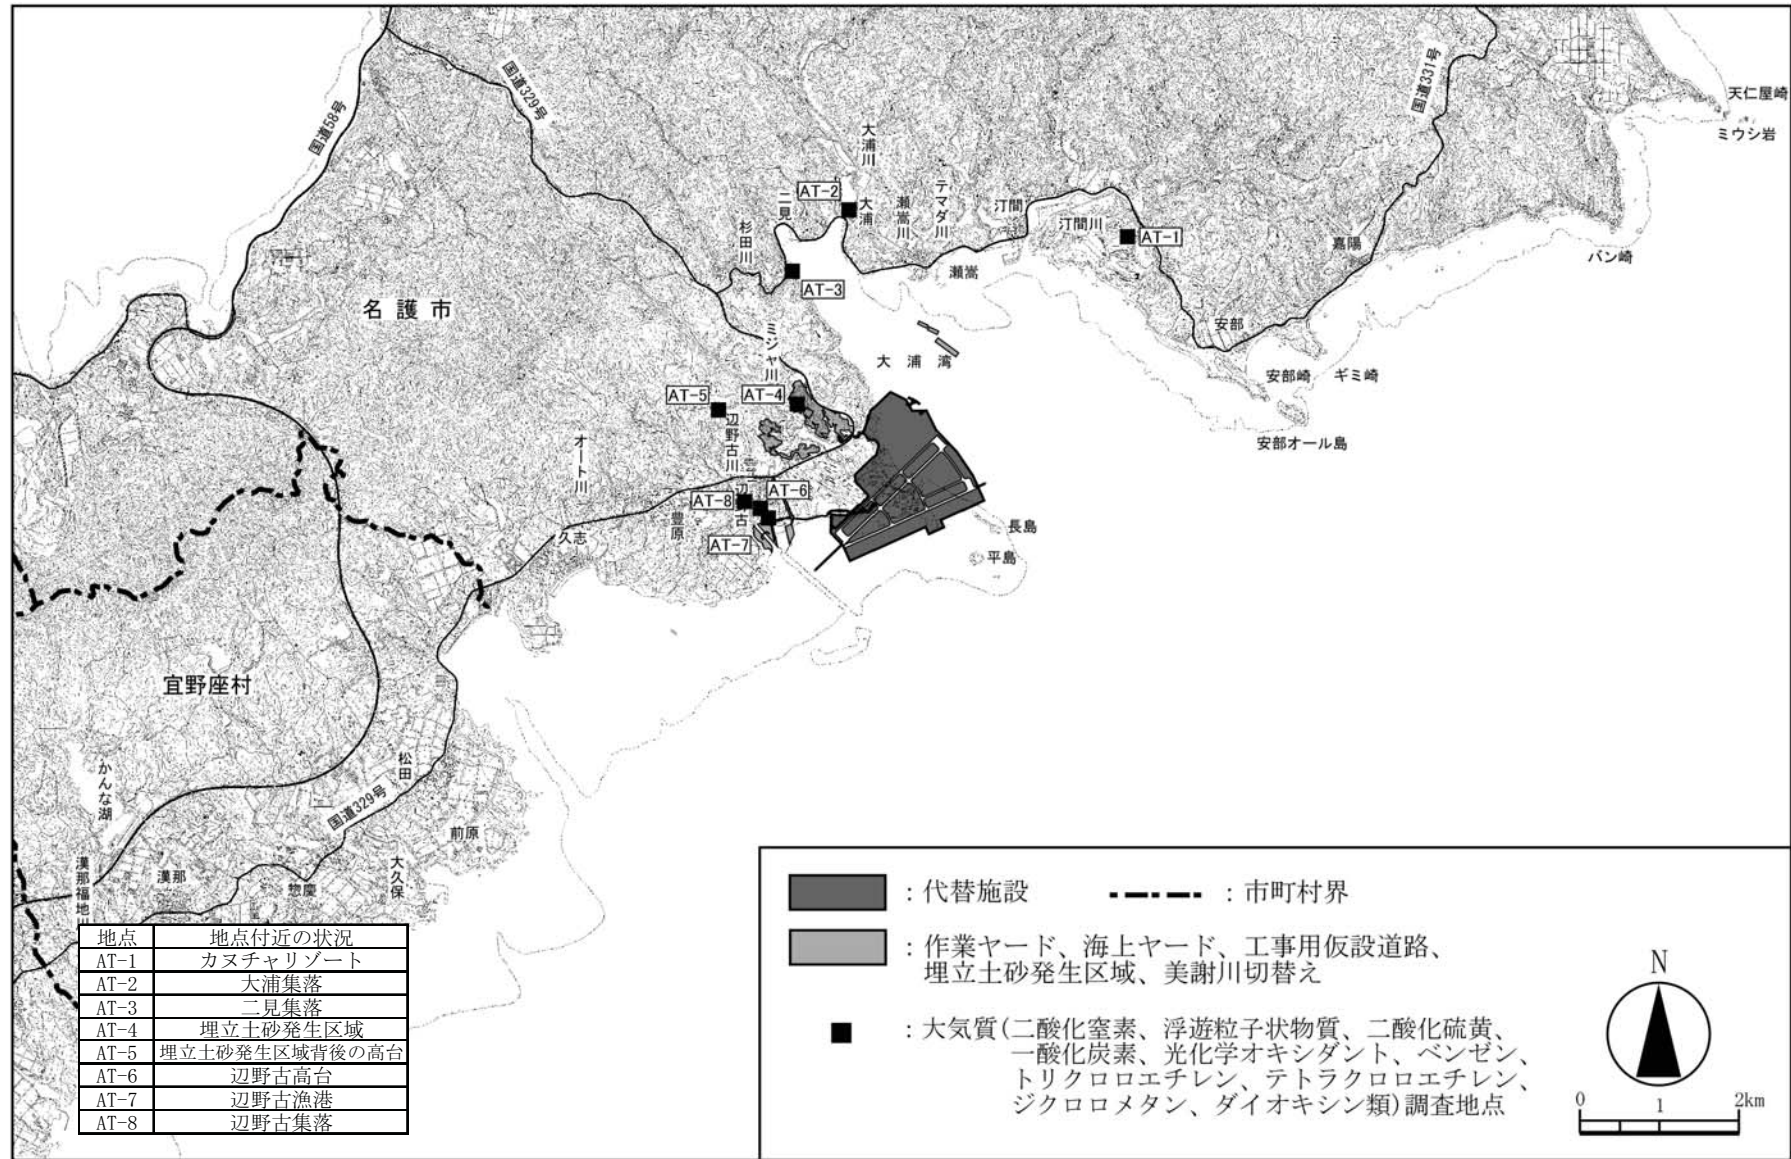 国道58号
国道329号
国道331号
天仁屋崎
ミウシ岩
バン崎
大浦川
AT-2
大浦
二見
杉田川
瀬嵩川
テマダ川
汀間
汀間川
AT-1
嘉陽
AT-3
瀬嵩
安部
名護市
ミジャ川
大浦湾
安部崎
ギミ崎
安部オール島
AT-5
AT-4
辺野古川
オート川
AT-8
AT-6
辺野古
豊原
久志
AT-7
長島
平島
宜野座村
かんな湖
松田
国道329号
前原
大久保
惣慶
漢那
漢那福地川
地点 地点付近の状況
AT-1 カヌチャリゾート
AT-2 大浦集落
AT-3 二見集落
AT-4 埋立土砂発生区域
AT-5 埋立土砂発生区域背後の高台
AT-6 辺野古高台
AT-7 辺野古漁港
AT-8 辺野古集落
:代替施設
:市町村界
:作業ヤード、海上ヤード、工事用仮設道路、
埋立土砂発生区域、美謝川切替え
:大気質(二酸化窒素、浮遊粒子状物質、二酸化硫黄、
一酸化炭素、光化学オキシダント、ベンゼン、
トリクロロエチレン、テトラクロロエチレン、
ジクロロメタン、ダイオキシン類)調査地点
N
0 1 2km